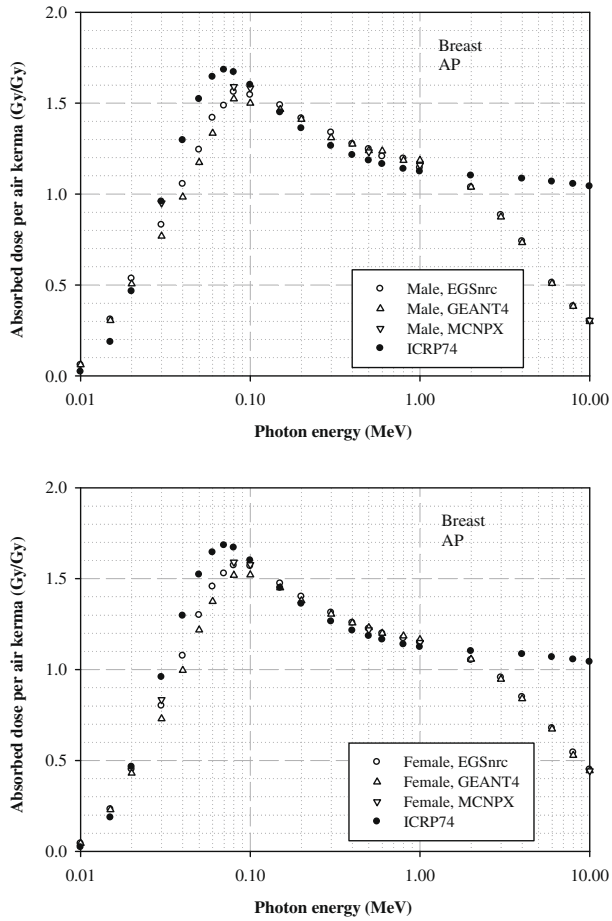 Absorbed dose per air kerma (Gy/Gy)
2.0
1.5
1.0
0.5
0.0
Breast
AP
Male, EGSnrc
Male, GEANT4
Male, MCNPX
ICRP74
0.01
0.10
1.00
10.00
Photon energy (MeV)
Absorbed dose per air kerma (Gy/Gy)
2.0
1.5
1.0
0.5
0.0
Breast
AP
Female, EGSnrc
Female, GEANT4
Female, MCNPX
ICRP74
0.01
0.10
1.00
10.00
Photon energy (MeV)